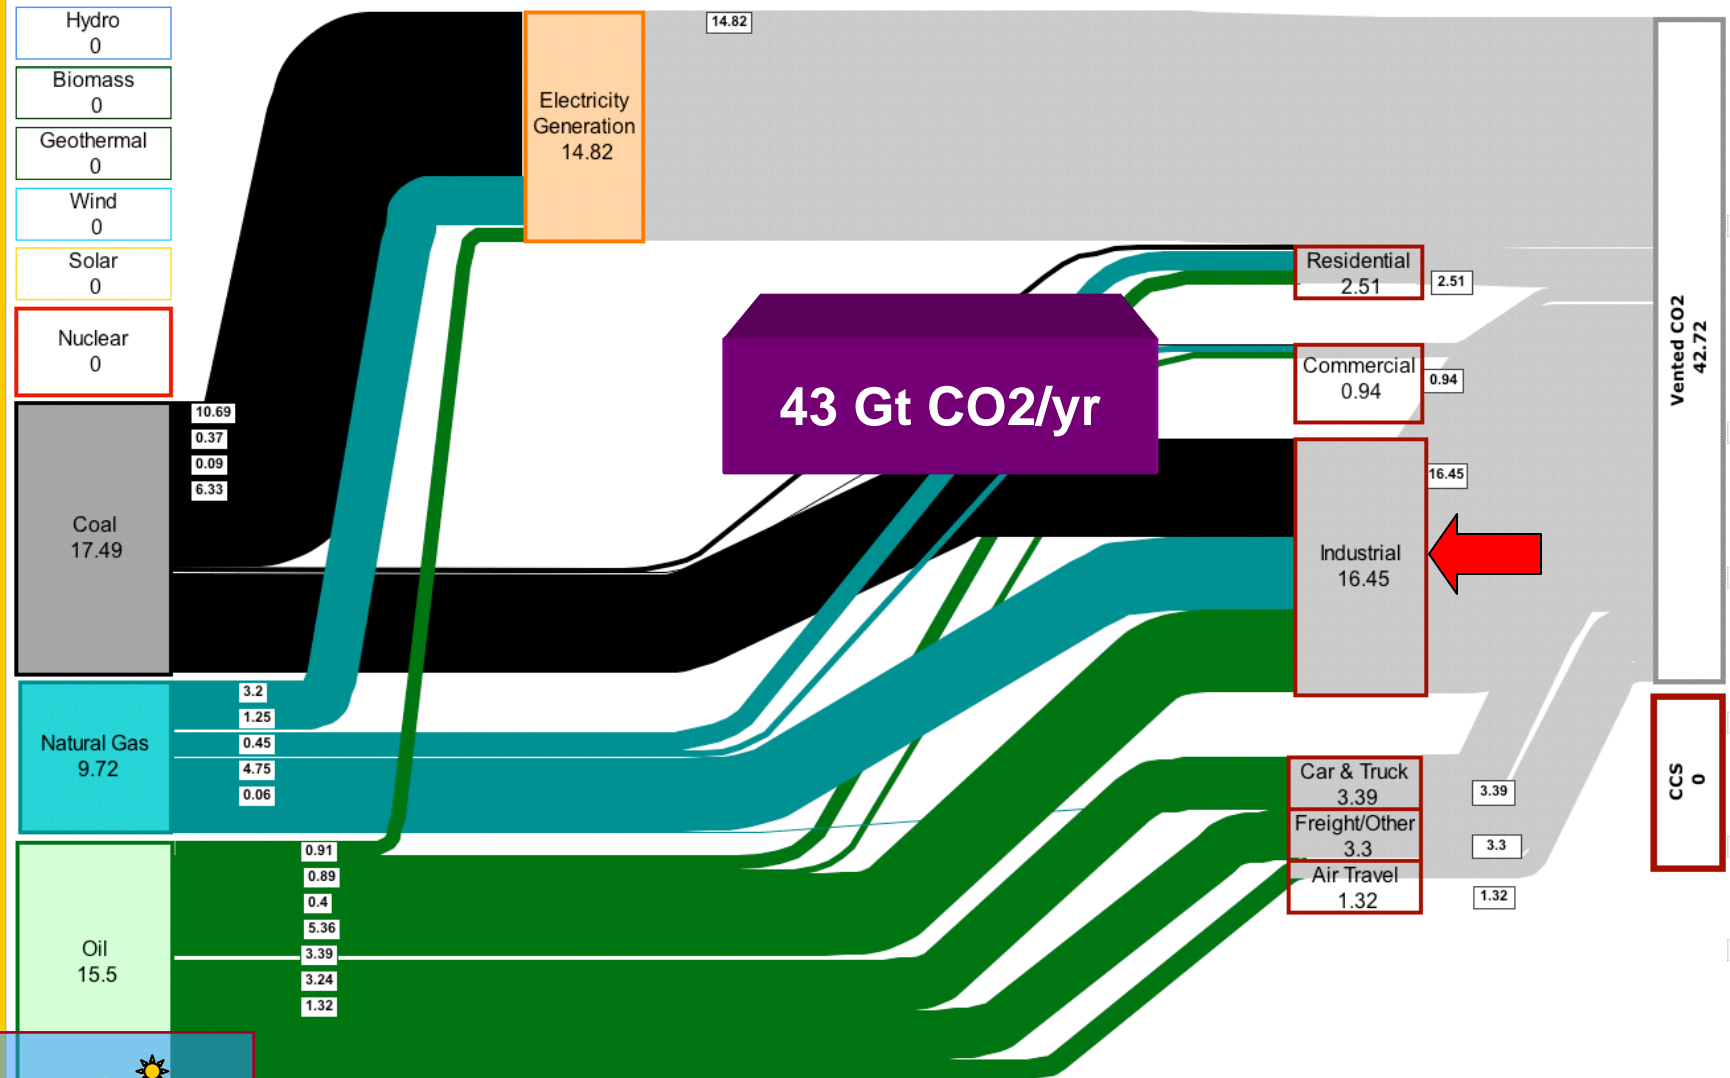 Hydro
0
Biomass
0
Geothermal
0
Wind
0
Solar
0
Nuclear
0
Coal
17.49
10.69
0.37
0.09
6.33
Natural Gas
9.72
3.2
1.25
0.45
4.75
0.06
Oil
15.5
0.91
0.89
0.4
5.36
3.39
3.24
1.32
Electricity
Generation
14.82
14.82
43 Gt CO2/yr
Residential
2.51
2.51
Commercial
0.94
0.94
Industrial
16.45
16.45
Car & Truck
3.39
3.39
Freight/Other
3.3
3.3
Air Travel
1.32
1.32
Vented CO2
42.72
CCS
0